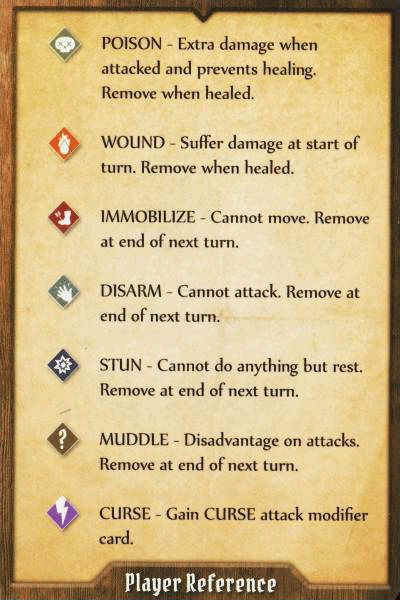 POISON - Extra damage when
attacked and prevents healing.
Remove when healed.
WOUND - Suffer damage at start of
turn. Remove when healed.
IMMOBILIZE - Cannot move. Remove
at end of next turn.
DISARM - Cannot attack. Remove at
end of next turn.
STUN - Cannot do anything but rest.
Remove at end of next turn.
?
MUDDLE - Disadvantage on attacks.
Remove at end of next turn.
CURSE - Gain CURSE attack modifier
card.
Player Reference